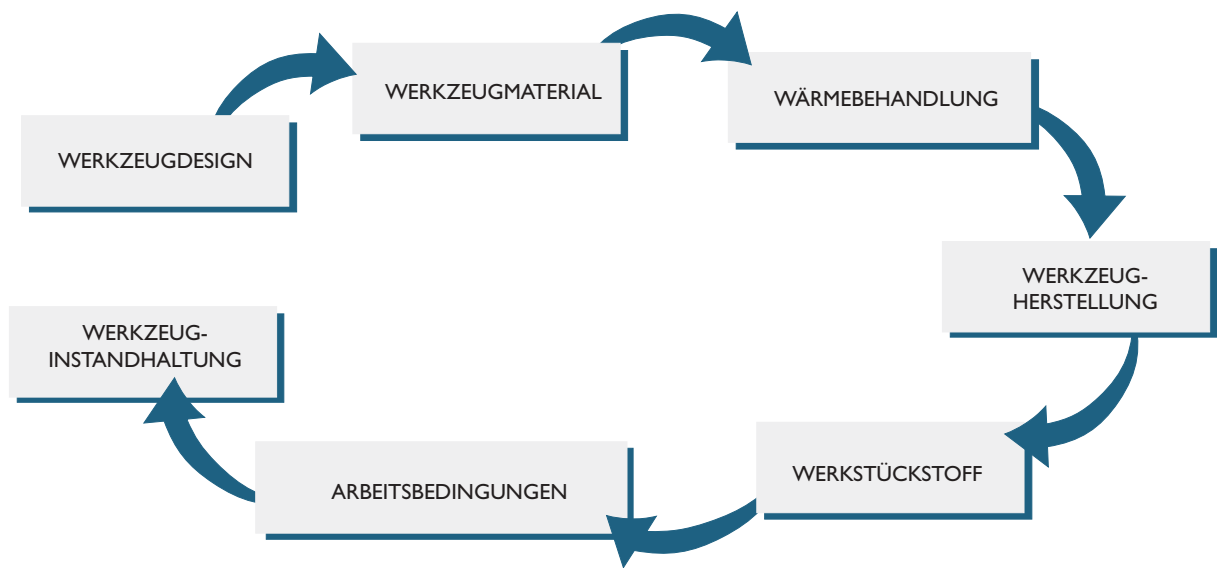 WERKZEUGDESIGN
WERKZEUGMATERIAL
WÄRMEBEHANDLUNG
WERKZEUG-
HERSTELLUNG
WERKSTÜCKSTOFF
ARBEITSBEDINGUNGEN
WERKZEUG-
INSTANDHALTUNG